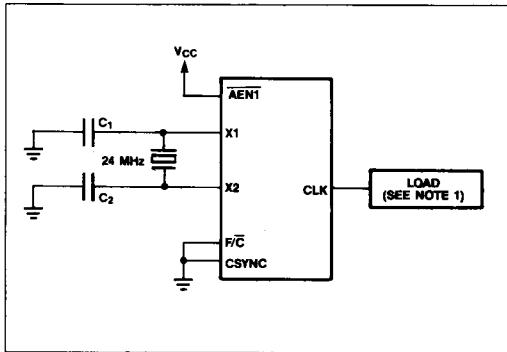 VCC
AEN1
C1
X1
24 MHz
X2
C2
CLK
LOAD
(SEE NOTE 1)
F/C
CSYNC